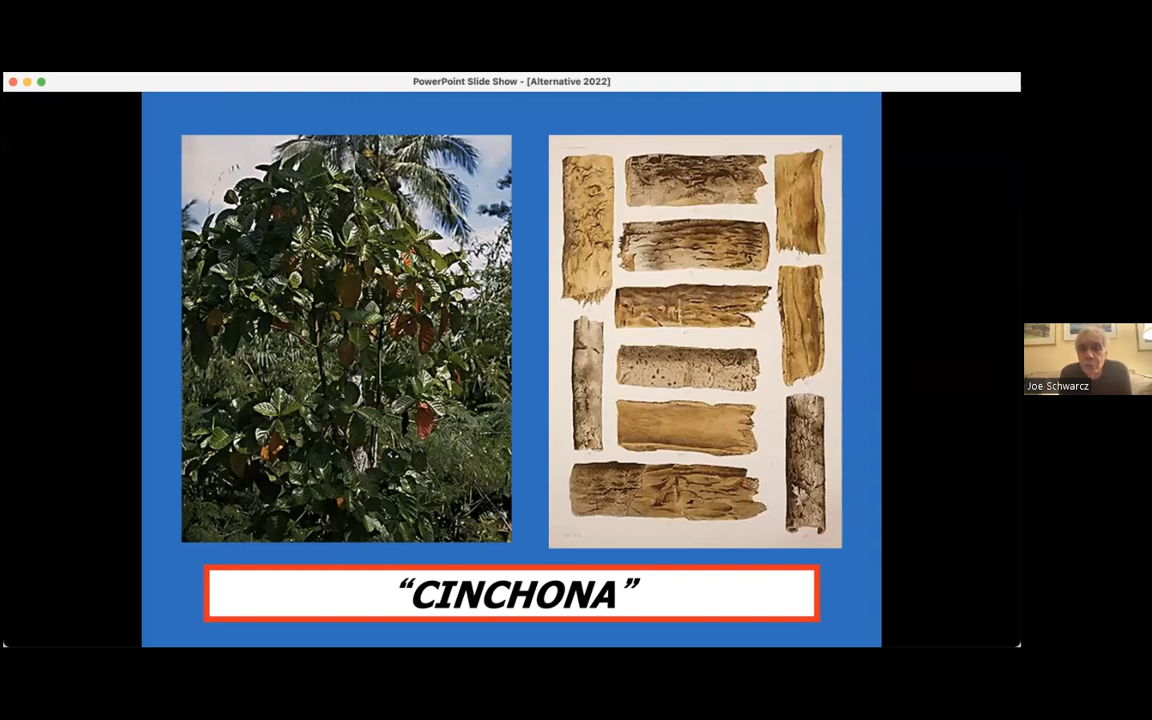 PowerPoint Slide Show - [Alternative 2022]
“CINCHONA”
Joe Schwarcz